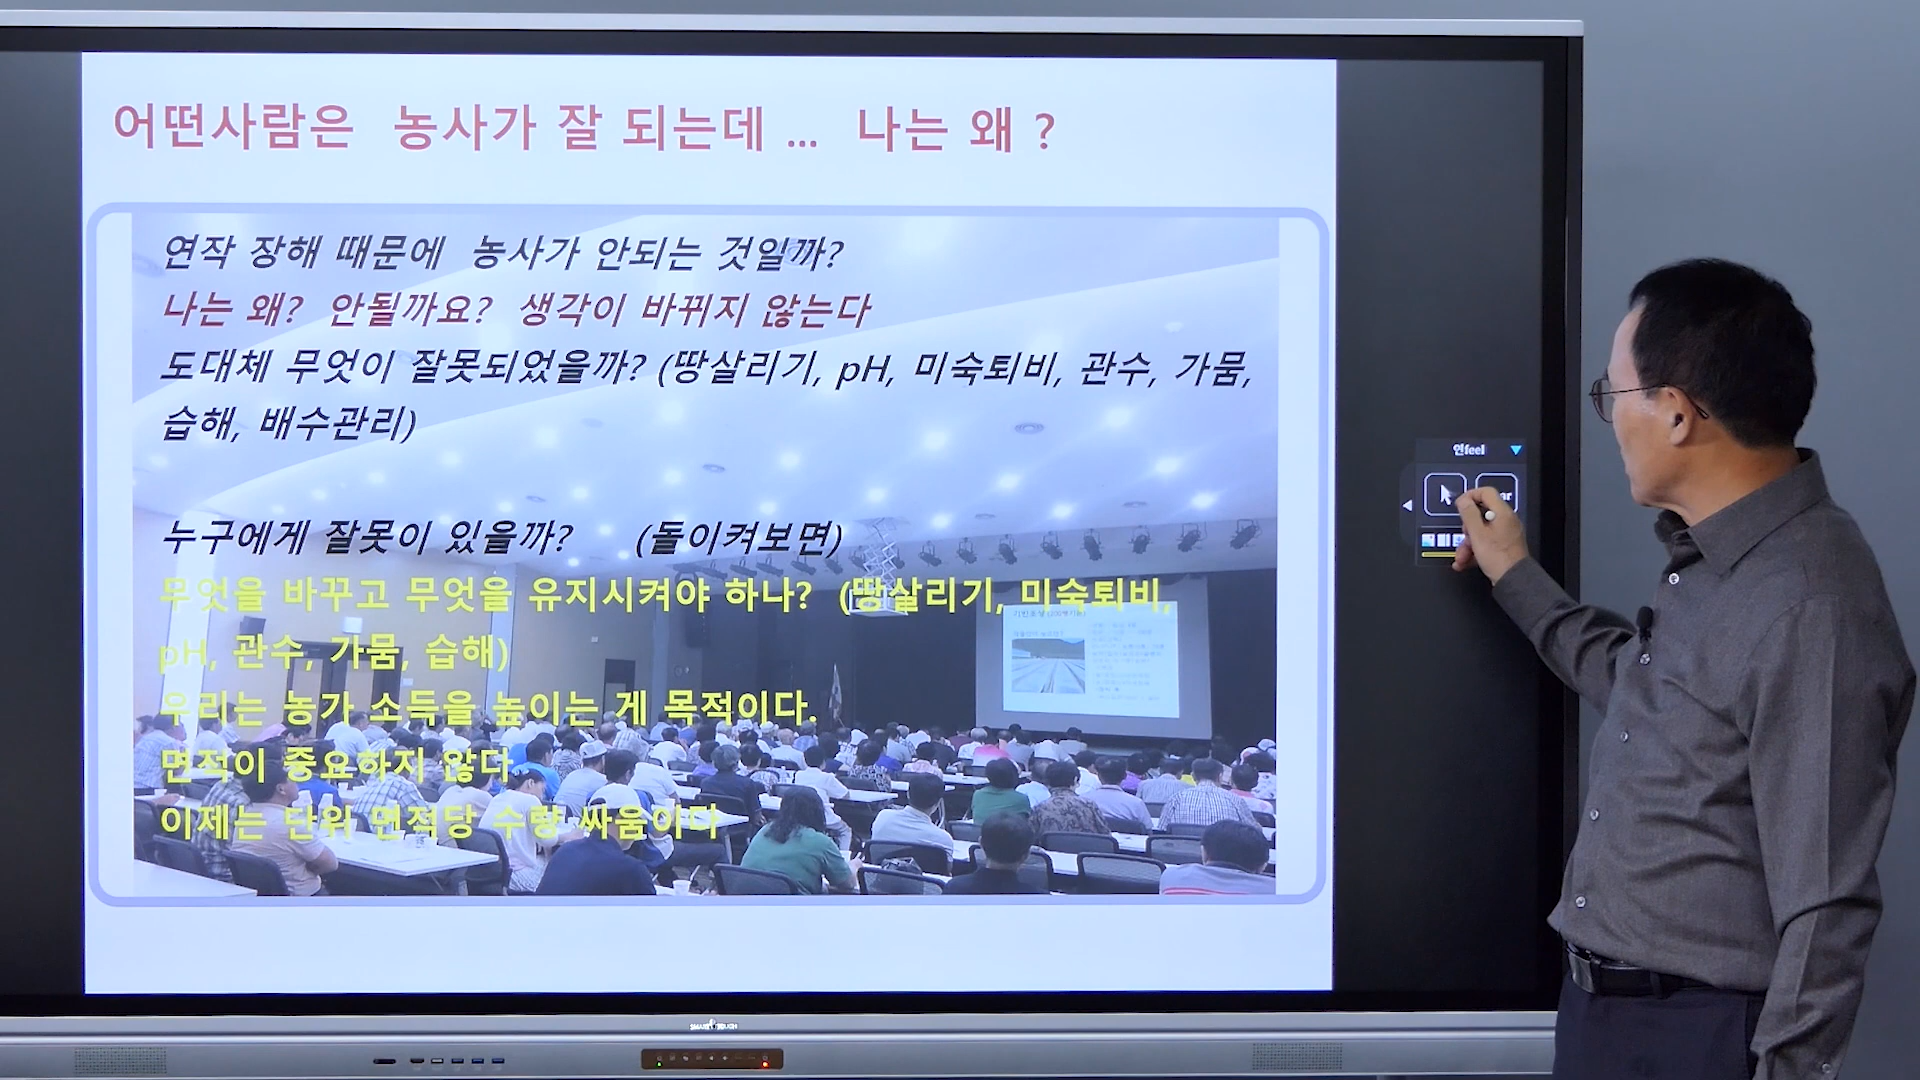 어떤사람은 농사가 잘 되는데 ... 나는 왜 ?
연작 장해 때문에 농사가 안되는 것일까?
나는 왜? 안될까요? 생각이 바뀌지 않는다
도대체 무엇이 잘못되었을까? (땅살리기, pH, 미숙퇴비, 관수, 가뭄,
습해, 배수관리)
누구에게 잘못이 있을까? (돌이켜보면)
무엇을 바꾸고 무엇을 유지시켜야 하나? (땅살리기, 미숙퇴비,
pH, 관수, 가뭄, 습해)
우리는 농가 소득을 높이는 게 목적이다.
면적이 중요하지 않다
이제는 단위 면적당 수량 싸움이다
인feel